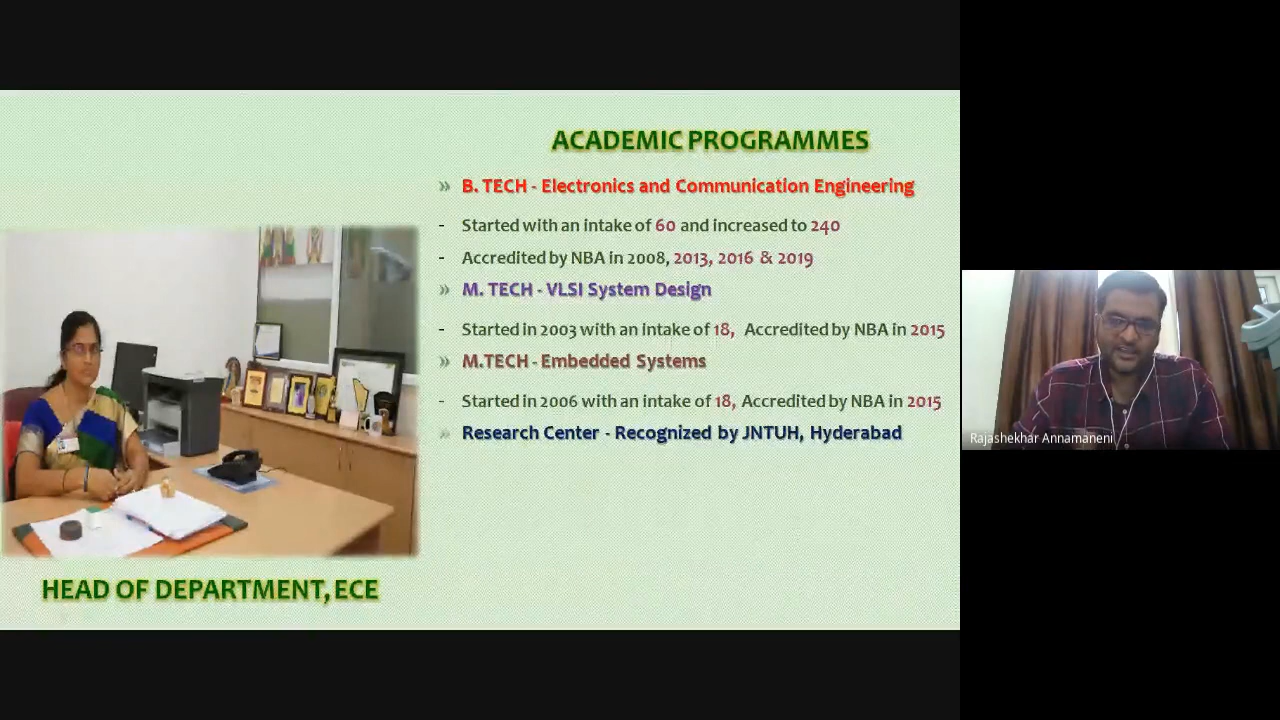 ACADEMIC PROGRAMMES
» B. TECH - Electronics and Communication Engineering
- Started with an intake of 60 and increased to 240
- Accredited by NBA in 2008, 2013, 2016 & 2019
» M. TECH - VLSI System Design
- Started in 2003 with an intake of 18, Accredited by NBA in 2015
» M.TECH - Embedded Systems
- Started in 2006 with an intake of 18, Accredited by NBA in 2015
» Research Center - Recognized by JNTUH, Hyderabad
HEAD OF DEPARTMENT, ECE
Rajashekhar Annamaneni